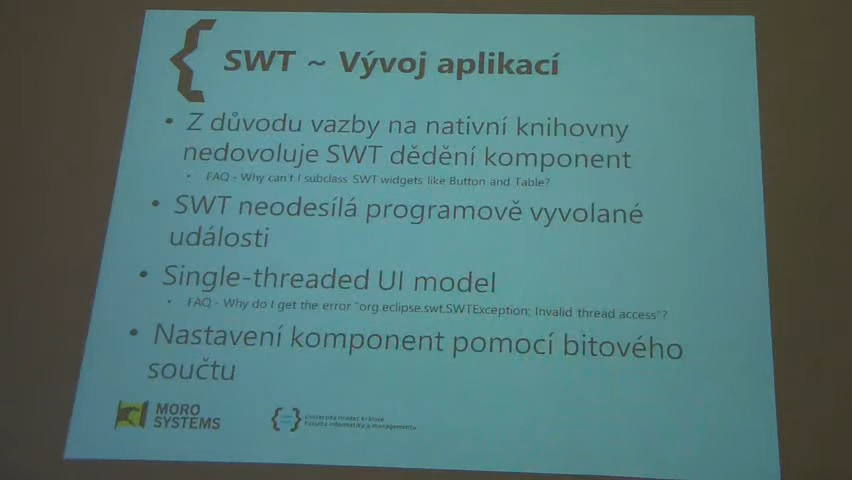 SWT ~ Vývoj aplikací
• Z důvodu vazby na nativní knihovny
nedovoluje SWT dědění komponent
• FAQ - Why can't I subclass SWT widgets like Button and Table?
• SWT neodesílá programově vyvolané
události
• Single-threaded UI model
• FAQ - Why do I get the error "org.eclipse.swt.SWTException: Invalid thread access"?
• Nastavení komponent pomocí bitového
součtu
MORO
SYSTEMS
Univerzita Hradec Králové
Fakulta informatiky a managementu